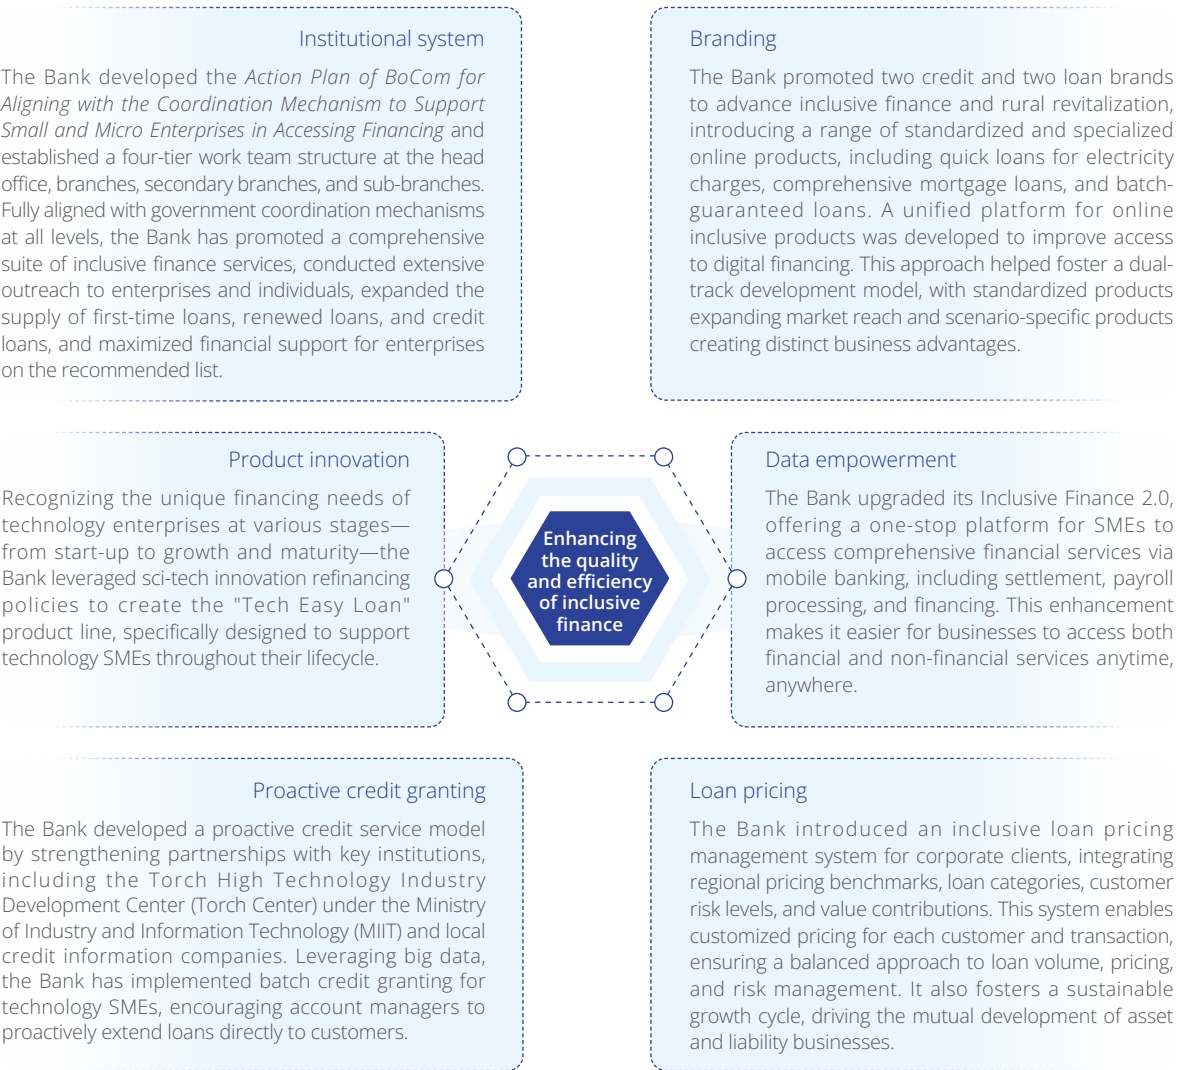 Institutional system
The Bank developed the Action Plan of BoCom for
Aligning with the Coordination Mechanism to Support
Small and Micro Enterprises in Accessing Financing and
established a four-tier work team structure at the head
office, branches, secondary branches, and sub-branches.
Fully aligned with government coordination mechanisms
at all levels, the Bank has promoted a comprehensive
suite of inclusive finance services, conducted extensive
outreach to enterprises and individuals, expanded the
supply of first-time loans, renewed loans, and credit
loans, and maximized financial support for enterprises
on the recommended list.
Branding
The Bank promoted two credit and two loan brands
to advance inclusive finance and rural revitalization,
introducing a range of standardized and specialized
online products, including quick loans for electricity
charges, comprehensive mortgage loans, and batch-
guaranteed loans. A unified platform for online
inclusive products was developed to improve access
to digital financing. This approach helped foster a dual-
track development model, with standardized products
expanding market reach and scenario-specific products
creating distinct business advantages.
Product innovation
Recognizing the unique financing needs of
technology enterprises at various stages—
from start-up to growth and maturity—the
Bank leveraged sci-tech innovation refinancing
policies to create the "Tech Easy Loan"
product line, specifically designed to support
technology SMEs throughout their lifecycle.
Enhancing
the quality
and efficiency
of inclusive
finance
Data empowerment
The Bank upgraded its Inclusive Finance 2.0,
offering a one-stop platform for SMEs to
access comprehensive financial services via
mobile banking, including settlement, payroll
processing, and financing. This enhancement
makes it easier for businesses to access both
financial and non-financial services anytime,
anywhere.
Proactive credit granting
The Bank developed a proactive credit service model
by strengthening partnerships with key institutions,
including the Torch High Technology Industry
Development Center (Torch Center) under the Ministry
of Industry and Information Technology (MIIT) and local
credit information companies. Leveraging big data,
the Bank has implemented batch credit granting for
technology SMEs, encouraging account managers to
proactively extend loans directly to customers.
Loan pricing
The Bank introduced an inclusive loan pricing
management system for corporate clients, integrating
regional pricing benchmarks, loan categories, customer
risk levels, and value contributions. This system enables
customized pricing for each customer and transaction,
ensuring a balanced approach to loan volume, pricing,
and risk management. It also fosters a sustainable
growth cycle, driving the mutual development of asset
and liability businesses.